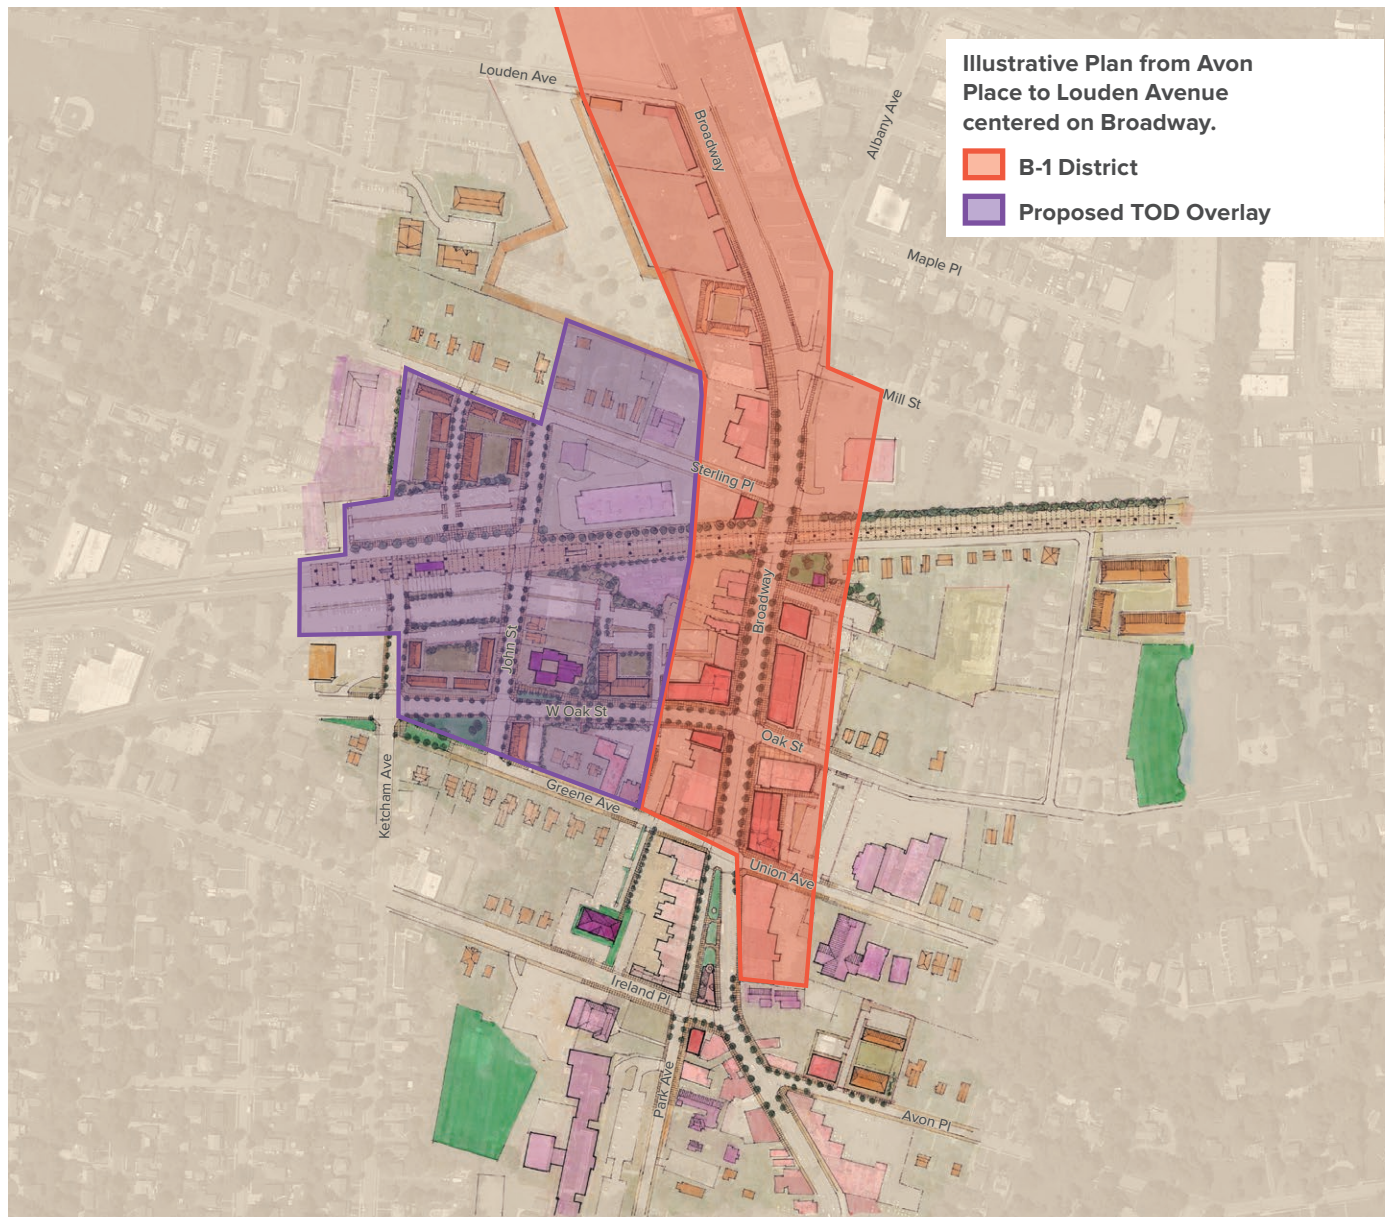 Illustrative Plan from Avon
Place to Louden Avenue
centered on Broadway.
B-1 District
Proposed TOD Overlay
Louden Ave
Broadway
Albany Ave
Maple Pl
Mill St
Sterling Pl
Broadway
John St
W Oak St
Oak St
Ketcham Ave
Greene Ave
Union Ave
Ireland Pl
Park Ave
Avon Pl